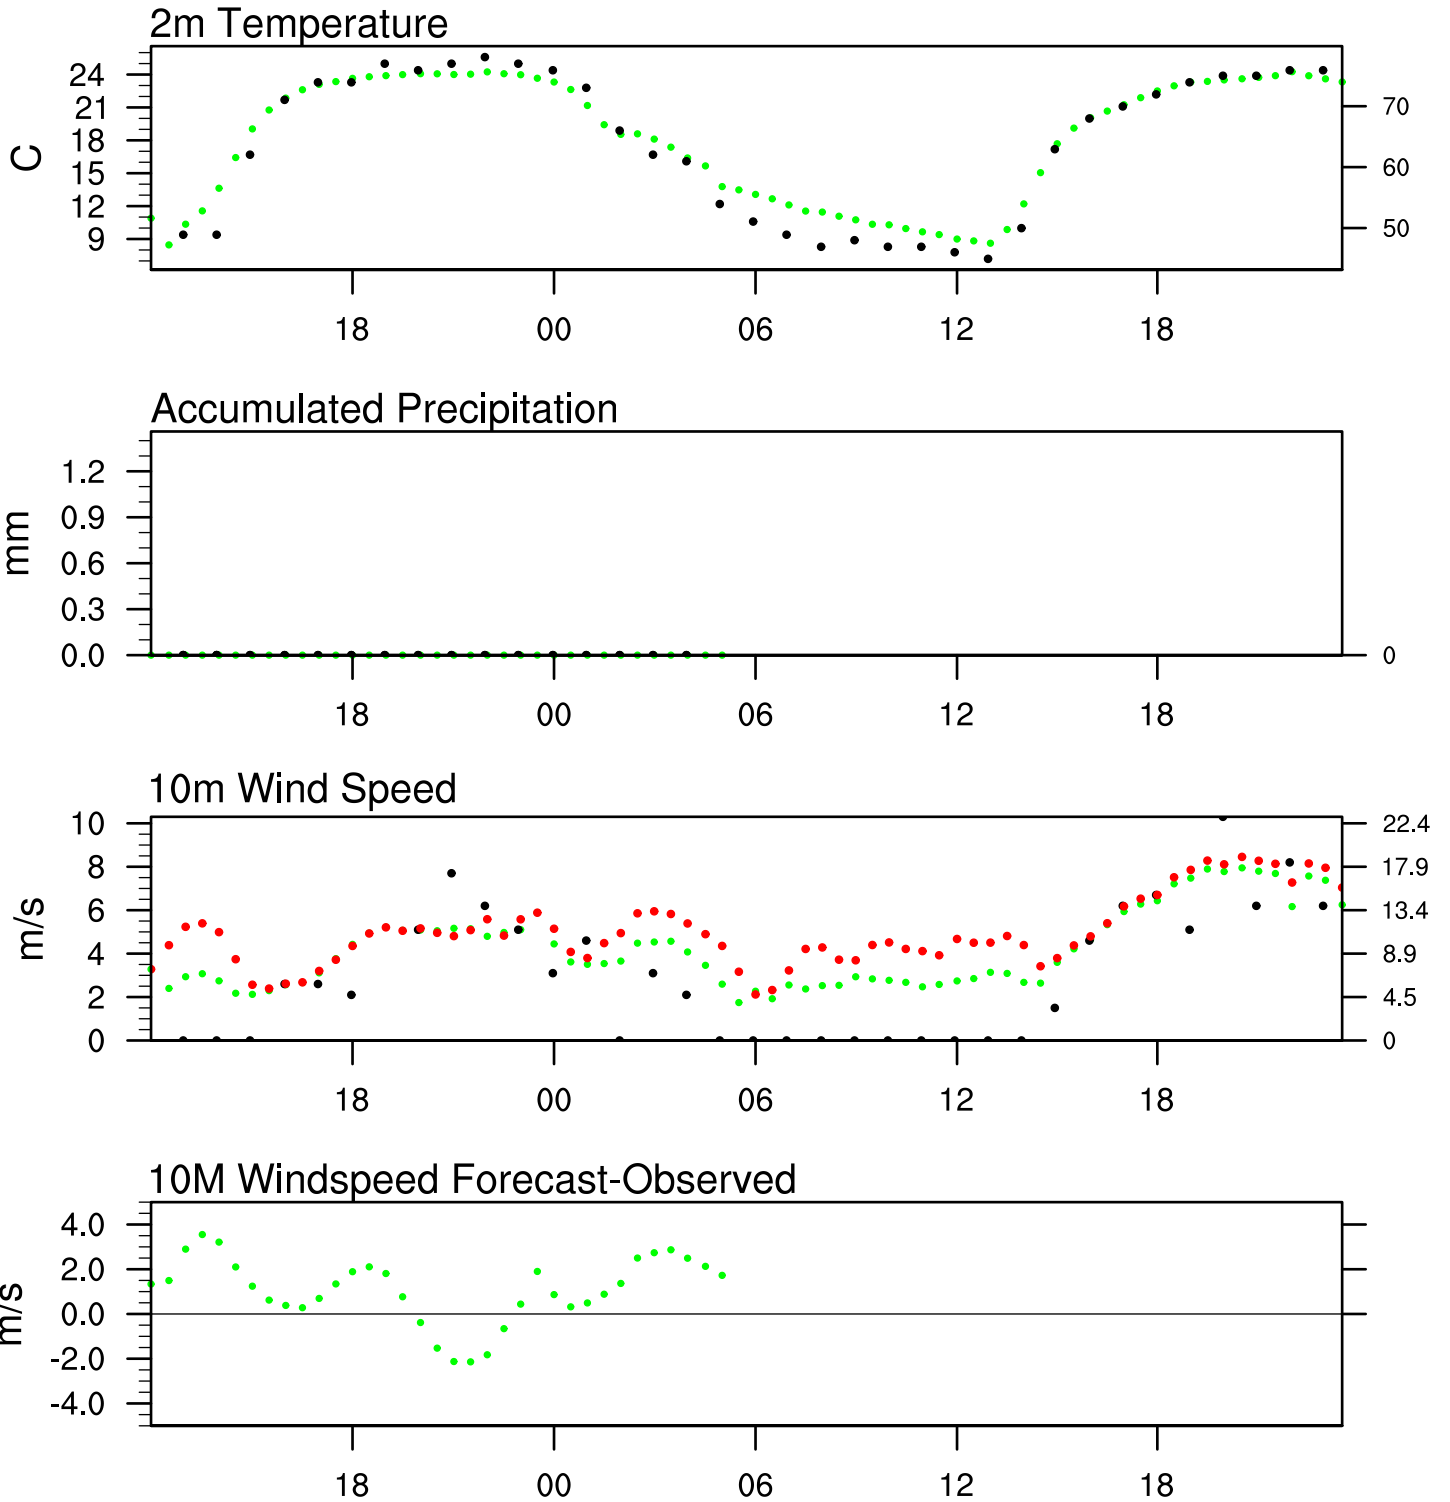 2m Temperature
24
21
18
15
12
9
C
70
60
50
18 00 06 12 18
Accumulated Precipitation
1.2
0.9
0.6
0.3
0.0
mm
0
18 00 06 12 18
10m Wind Speed
10
8
6
4
2
0
m/s
22.4
17.9
13.4
8.9
4.5
0
18 00 06 12 18
10M Windspeed Forecast-Observed
4.0
2.0
0.0
-2.0
-4.0
m/s
18 00 06 12 18